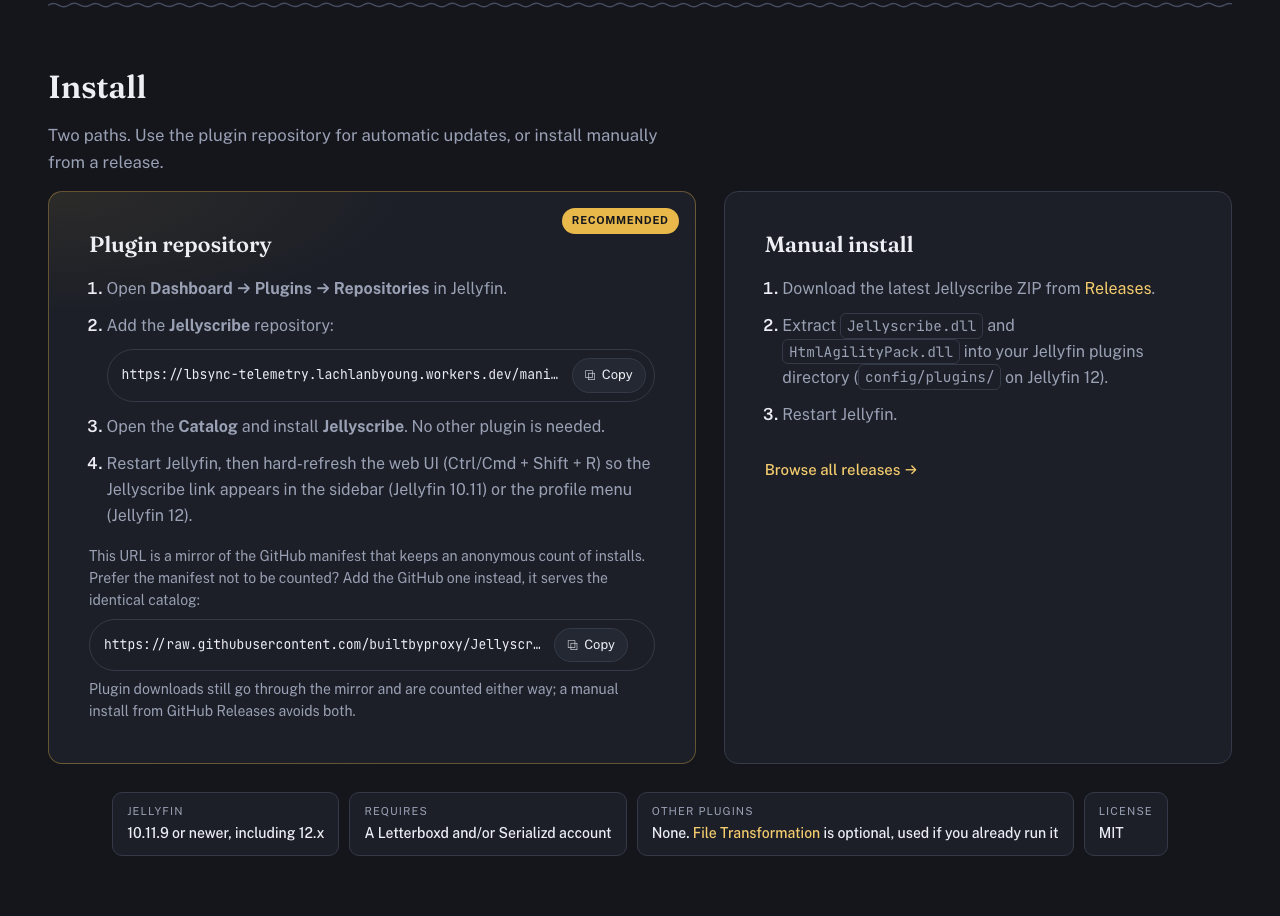 Install
Two paths. Use the plugin repository for automatic updates, or install manually
from a release.
RECOMMENDED
Plugin repository
1. Open Dashboard → Plugins → Repositories in Jellyfin.
2. Add the Jellyscribe repository:
https://lbsync-telemetry.lachlanbyoung.workers.dev/mani…
Copy
3. Open the Catalog and install Jellyscribe. No other plugin is needed.
4. Restart Jellyfin, then hard-refresh the web UI (Ctrl/Cmd + Shift + R) so the
Jellyscribe link appears in the sidebar (Jellyfin 10.11) or the profile menu
(Jellyfin 12).
This URL is a mirror of the GitHub manifest that keeps an anonymous count of installs.
Prefer the manifest not to be counted? Add the GitHub one instead, it serves the
identical catalog:
https://raw.githubusercontent.com/builtbyproxy/Jellyscr…
Copy
Plugin downloads still go through the mirror and are counted either way; a manual
install from GitHub Releases avoids both.
Manual install
1. Download the latest Jellyscribe ZIP from Releases.
2. Extract Jellyscribe.dll and
HtmlAgilityPack.dll into your Jellyfin plugins
directory (config/plugins/ on Jellyfin 12).
3. Restart Jellyfin.
Browse all releases →
JELLYFIN
10.11.9 or newer, including 12.x
REQUIRES
A Letterboxd and/or Serializd account
OTHER PLUGINS
None. File Transformation is optional, used if you already run it
LICENSE
MIT